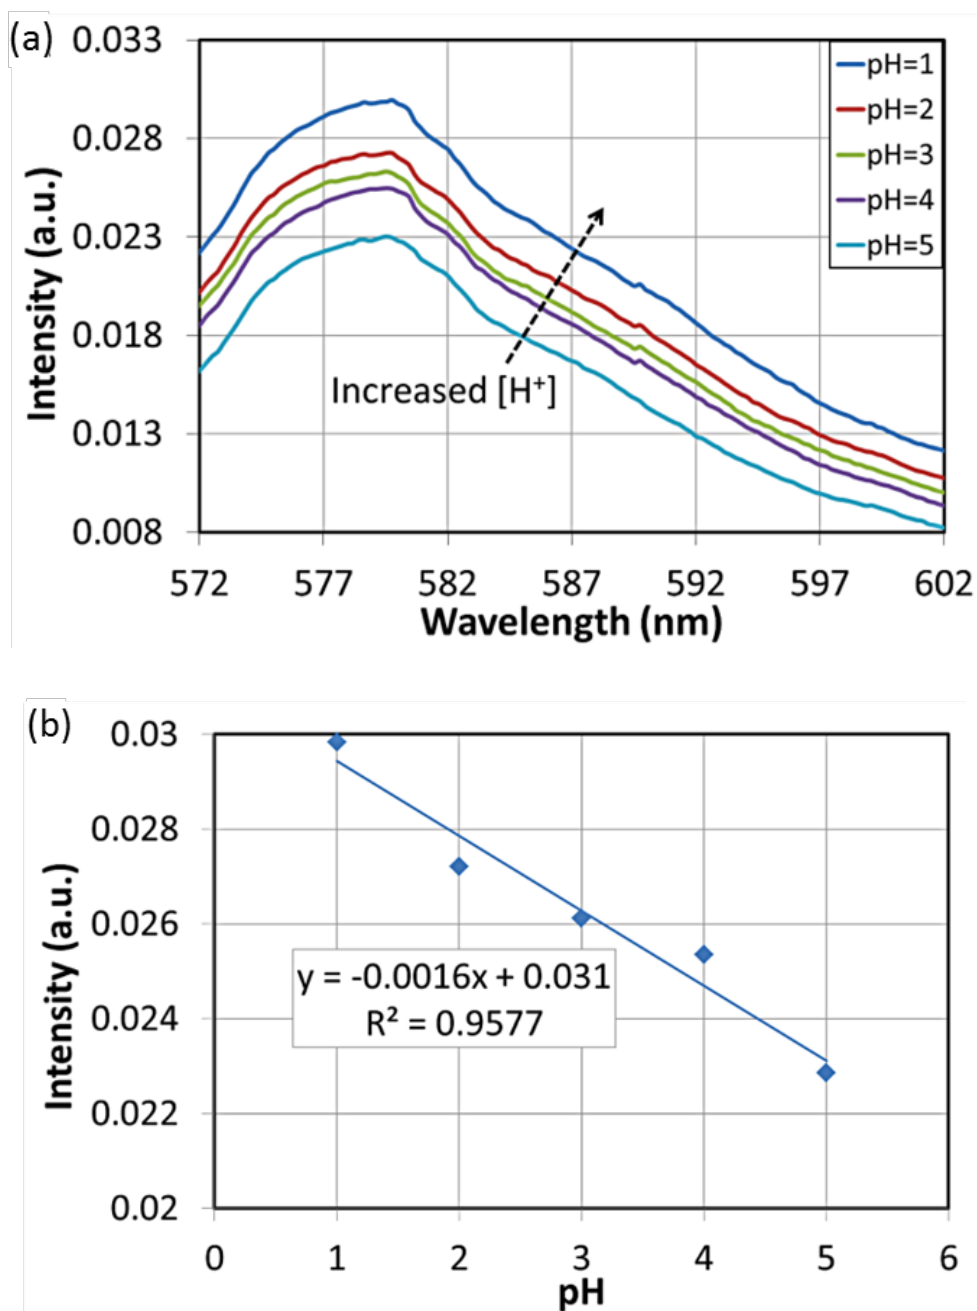 (a)
0.033
0.028
0.023
0.018
0.013
0.008
Intensity (a.u.)
pH=1
pH=2
pH=3
pH=4
pH=5
Increased [H⁺]
572 577 582 587 592 597 602
Wavelength (nm)
(b)
0.03
0.028
0.026
0.024
0.022
0.02
Intensity (a.u.)
y = -0.0016x + 0.031
R² = 0.9577
0 1 2 3 4 5 6
pH